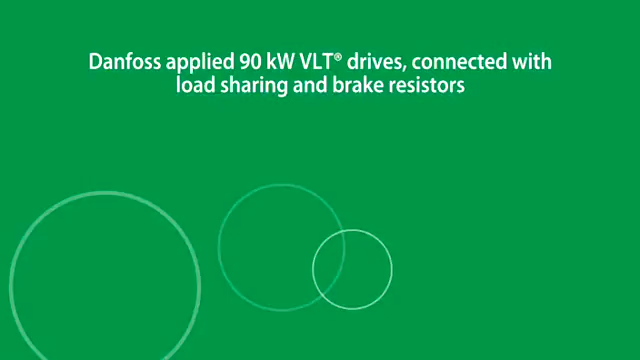 Danfoss applied 90 kW VLT® drives, connected with
load sharing and brake resistors